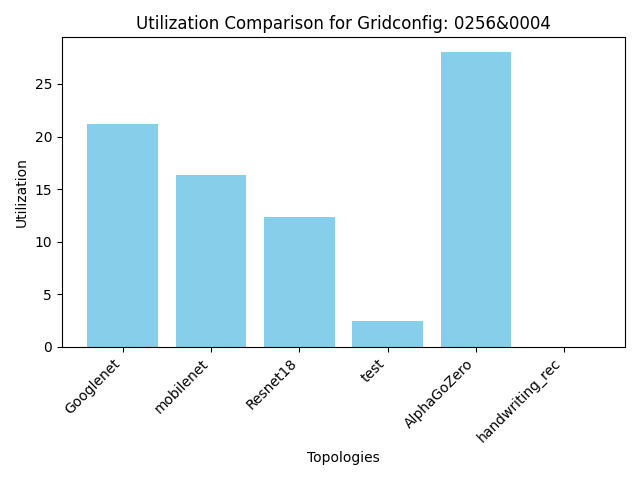 Utilization Comparison for Gridconfig: 0256&0004
Utilization
25
20
15
10
5
0
Googlenet
mobilenet
Resnet18
test
AlphaGoZero
handwriting_rec
Topologies